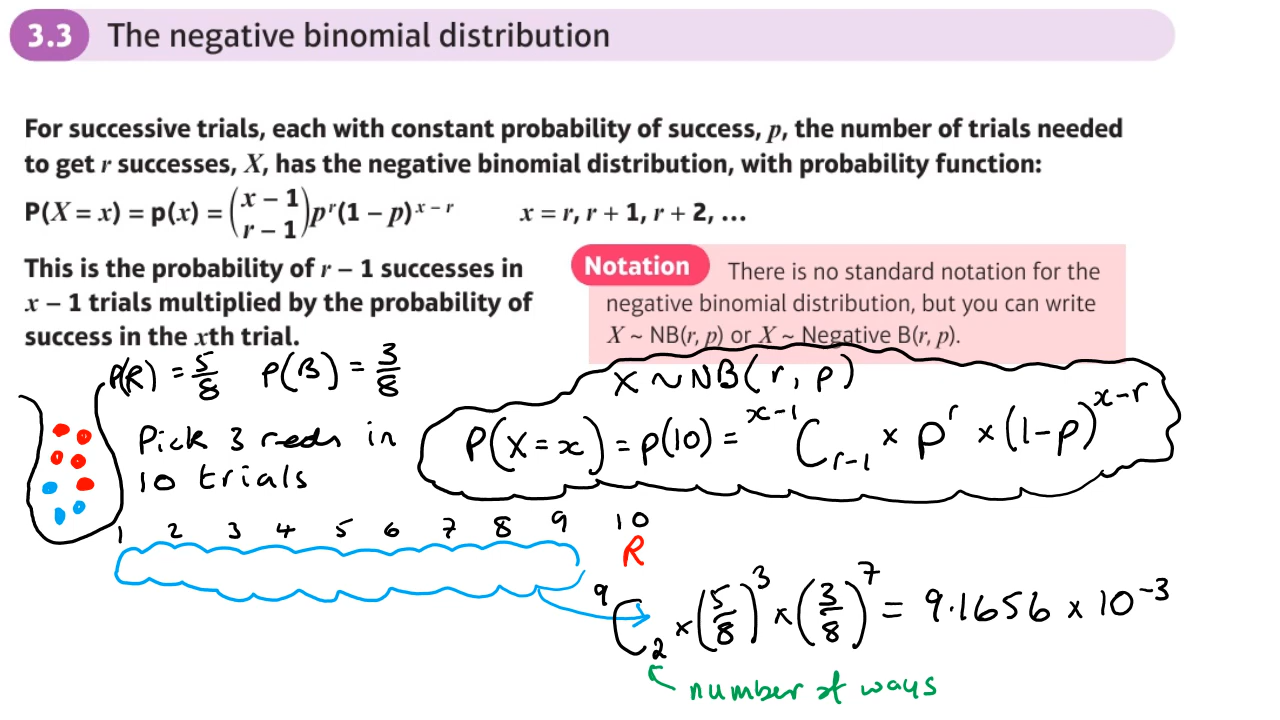 3.3 The negative binomial distribution
For successive trials, each with constant probability of success, p, the number of trials needed
to get r successes, X, has the negative binomial distribution, with probability function:
P(X = x) = p(x) = (x − 1 r − 1)pʳ(1 − p)ˣ ⁻ ʳ x = r, r + 1, r + 2, ...
This is the probability of r − 1 successes in
x − 1 trials multiplied by the probability of
success in the xth trial.
Notation There is no standard notation for the
negative binomial distribution, but you can write
X ~ NB(r, p) or X ~ Negative B(r, p).
P(R) = 5/8 P(B) = 3/8
Pick 3 reds in
10 trials
X ~ NB(r, p)
P(X = x) = p(10) = ˣ⁻¹Cᵣ₋₁ × pʳ × (1-p)ˣ⁻ʳ
1 2 3 4 5 6 7 8 9 10
R
⁹C₂ × (5/8)³ × (3/8)⁷ = 9.1656 × 10⁻³
number of ways